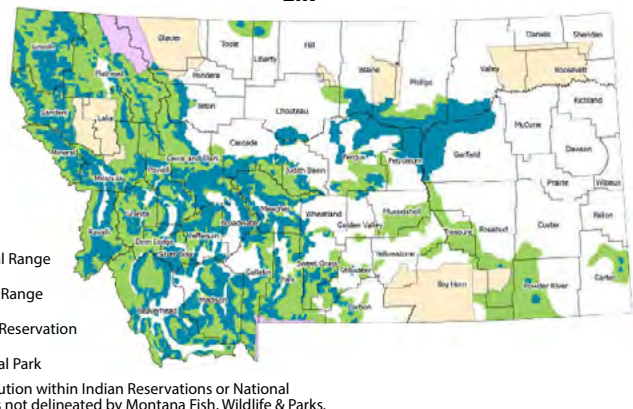 Lincoln
Flathead
Glacier
Toole
Liberty
Hill
Blaine
Phillips
Valley
Daniels
Sheridan
Roosevelt
Pondera
Teton
Chouteau
Richland
Sanders
Lake
Cascade
McCone
Dawson
Mineral
Missoula
Powell
Lewis and Clark
Judith Basin
Fergus
Petroleum
Garfield
Prairie
Wibaux
Granite
Meagher
Wheatland
Golden Valley
Musselshell
Ravalli
Deer Lodge
Jefferson
Broadwater
Treasure
Rosebud
Custer
Fallon
Silver Bow
Gallatin
Sweet Grass
Stillwater
Yellowstone
Beaverhead
Madison
Park
Carbon
Big Horn
Powder River
Carter
Range
Range
Reservation
Park
within Indian Reservations or National
not delineated by Montana Fish, Wildlife & Parks.